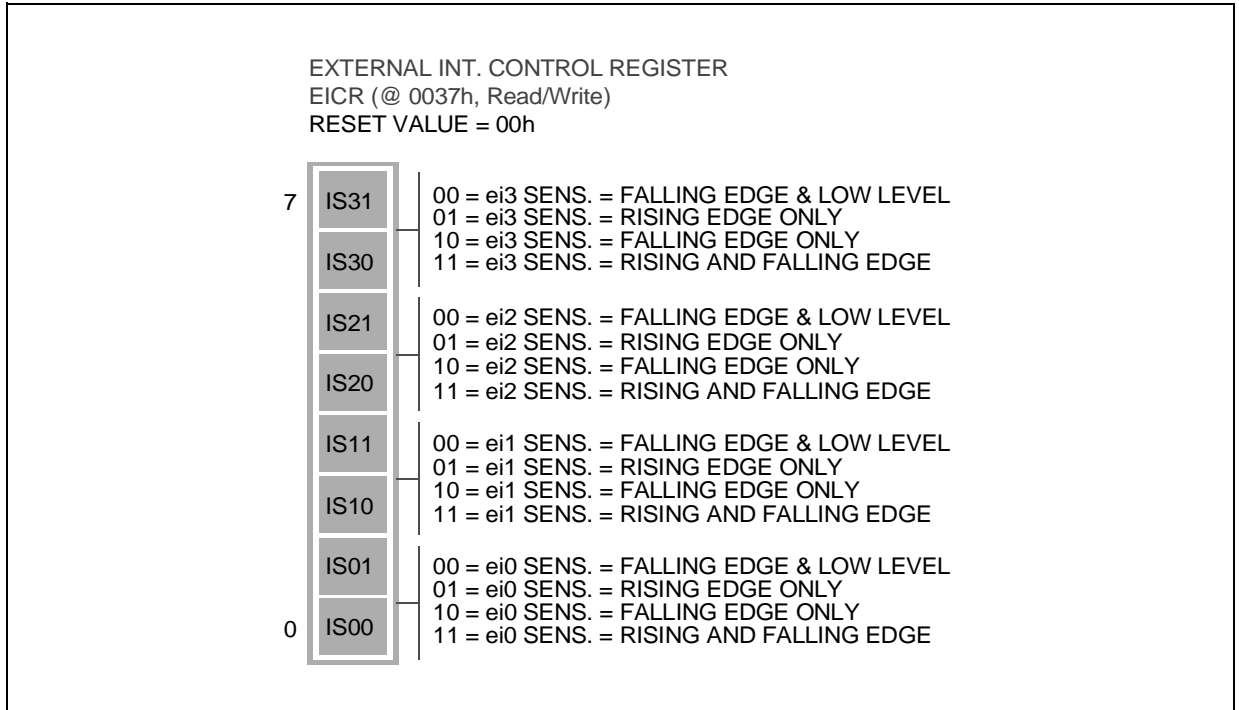 EXTERNAL INT. CONTROL REGISTER
EICR (@ 0037h, Read/Write)
RESET VALUE = 00h
7
IS31
00 = ei3 SENS. = FALLING EDGE & LOW LEVEL
01 = ei3 SENS. = RISING EDGE ONLY
10 = ei3 SENS. = FALLING EDGE ONLY
IS30
11 = ei3 SENS. = RISING AND FALLING EDGE
IS21
00 = ei2 SENS. = FALLING EDGE & LOW LEVEL
01 = ei2 SENS. = RISING EDGE ONLY
10 = ei2 SENS. = FALLING EDGE ONLY
IS20
11 = ei2 SENS. = RISING AND FALLING EDGE
IS11
00 = ei1 SENS. = FALLING EDGE & LOW LEVEL
01 = ei1 SENS. = RISING EDGE ONLY
10 = ei1 SENS. = FALLING EDGE ONLY
IS10
11 = ei1 SENS. = RISING AND FALLING EDGE
IS01
00 = ei0 SENS. = FALLING EDGE & LOW LEVEL
01 = ei0 SENS. = RISING EDGE ONLY
10 = ei0 SENS. = FALLING EDGE ONLY
0
IS00
11 = ei0 SENS. = RISING AND FALLING EDGE